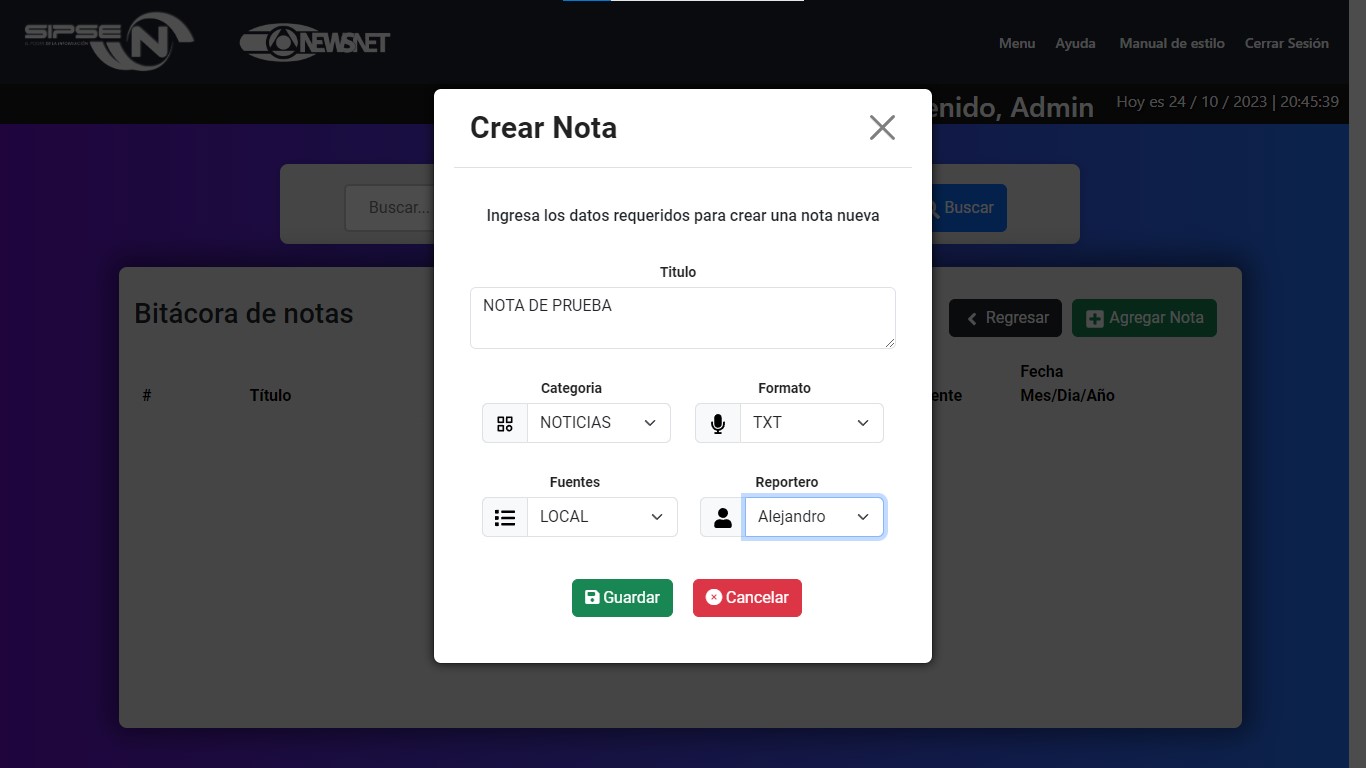 SIPSE
N
NEWSNET
Menu Ayuda Manual de estilo Cerrar Sesión
enido, Admin
Hoy es 24 / 10 / 2023 | 20:45:39
Crear Nota
Buscar...
Buscar
Ingresa los datos requeridos para crear una nota nueva
Titulo
NOTA DE PRUEBA
Bitácora de notas
Regresar
Agregar Nota
# Título ente Fecha
Mes/Dia/Año
Categoria Formato
NOTICIAS TXT
Fuentes Reportero
LOCAL Alejandro
Guardar Cancelar